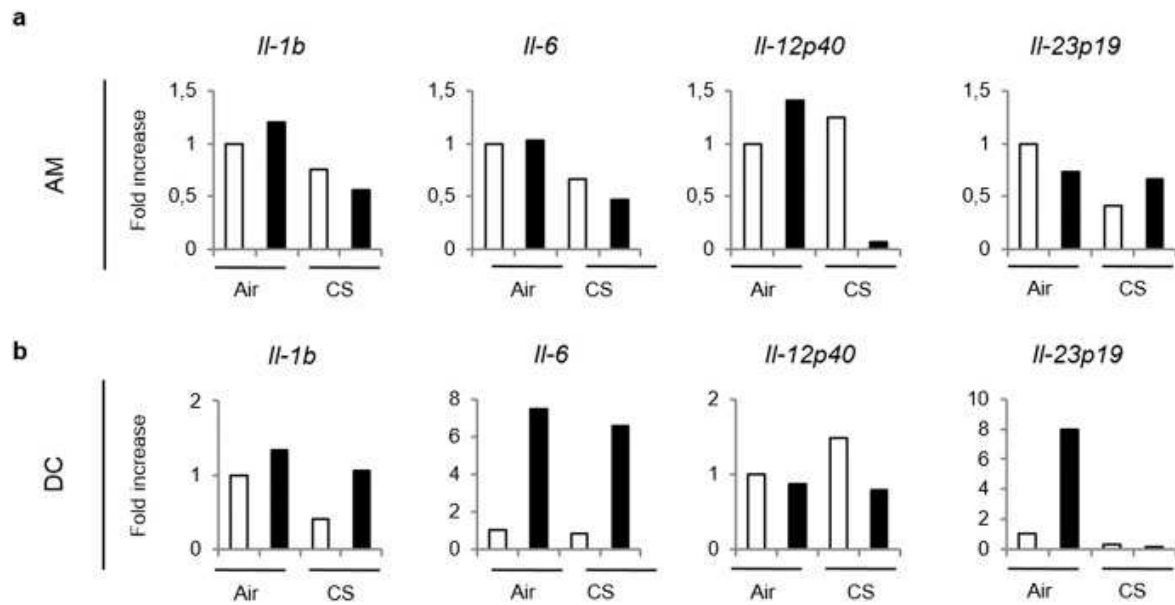 a
Il-1b Il-6 Il-12p40 Il-23p19
AM
Fold increase
1,5 1,5 1,5 1,5
1 1 1 1
0,5 0,5 0,5 0,5
0 0 0 0
Air CS Air CS Air CS Air CS
b
Il-1b Il-6 Il-12p40 Il-23p19
DC
Fold increase
2
1
0
8
6
4
2
0
2
1
0
10
8
6
4
2
0
Air CS Air CS Air CS Air CS